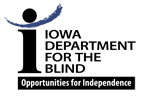 IOWA
DEPARTMENT
FOR THE
BLIND
Opportunities for Independence